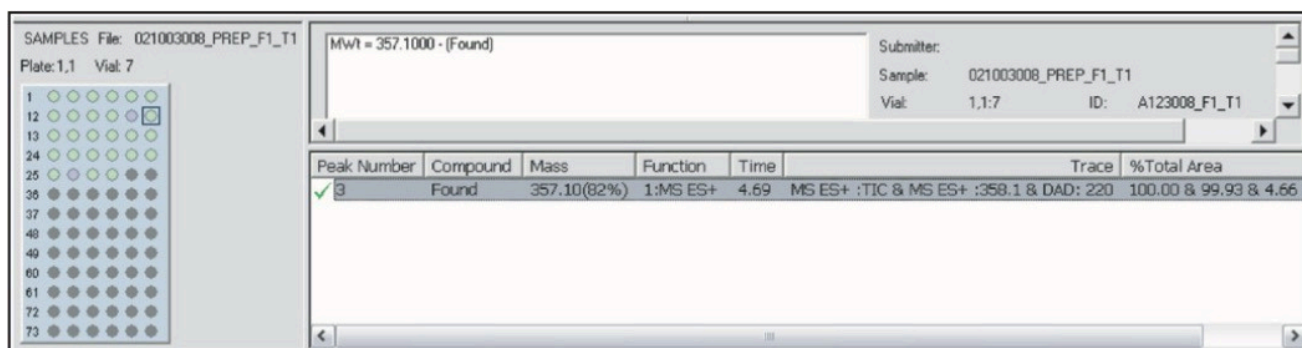 SAMPLES File: 021003008_PREP_F1_T1
Plate:1,1 Vial: 7
1
12
13
24
25
36
37
48
49
60
61
72
73
MWt = 357.1000 - (Found)
Submitter:
Sample: 021003008_PREP_F1_T1
Vial: 1,1:7 ID: A123008_F1_T1
Peak Number Compound Mass Function Time Trace %Total Area
3 Found 357.10(82%) 1:MS ES+ 4.69 MS ES+ :TIC & MS ES+ :358.1 & DAD: 220 100.00 & 99.93 & 4.66